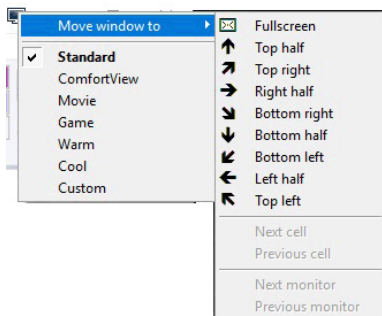 Move window to
Standard
ComfortView
Movie
Game
Warm
Cool
Custom
Fullscreen
Top half
Top right
Right half
Bottom right
Bottom half
Bottom left
Left half
Top left
Next cell
Previous cell
Next monitor
Previous monitor